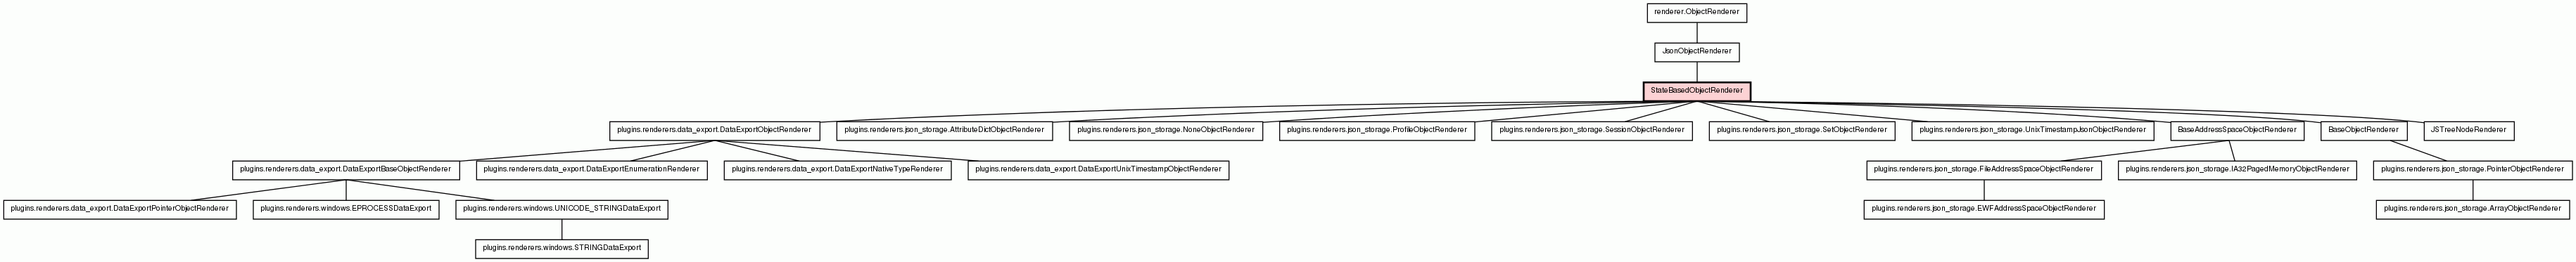 renderer.ObjectRenderer
JsonObjectRenderer
StateBasedObjectRenderer
plugins.renderers.data_export.DataExportObjectRenderer
plugins.renderers.json_storage.AttributeDictObjectRenderer
plugins.renderers.json_storage.NoneObjectRenderer
plugins.renderers.json_storage.ProfileObjectRenderer
plugins.renderers.json_storage.SessionObjectRenderer
plugins.renderers.json_storage.SetObjectRenderer
plugins.renderers.json_storage.UnixTimestampJsonObjectRenderer
BaseAddressSpaceObjectRenderer
BaseObjectRenderer
JSTreeNodeRenderer
plugins.renderers.data_export.DataExportBaseObjectRenderer
plugins.renderers.data_export.DataExportEnumerationRenderer
plugins.renderers.data_export.DataExportNativeTypeRenderer
plugins.renderers.data_export.DataExportUnixTimestampObjectRenderer
plugins.renderers.json_storage.FileAddressSpaceObjectRenderer
plugins.renderers.json_storage.IA32PagedMemoryObjectRenderer
plugins.renderers.json_storage.PointerObjectRenderer
plugins.renderers.data_export.DataExportPointerObjectRenderer
plugins.renderers.windows.EPROCESSDataExport
plugins.renderers.windows.UNICODE_STRINGDataExport
plugins.renderers.json_storage.EWFAddressSpaceObjectRenderer
plugins.renderers.json_storage.ArrayObjectRenderer
plugins.renderers.windows.STRINGDataExport